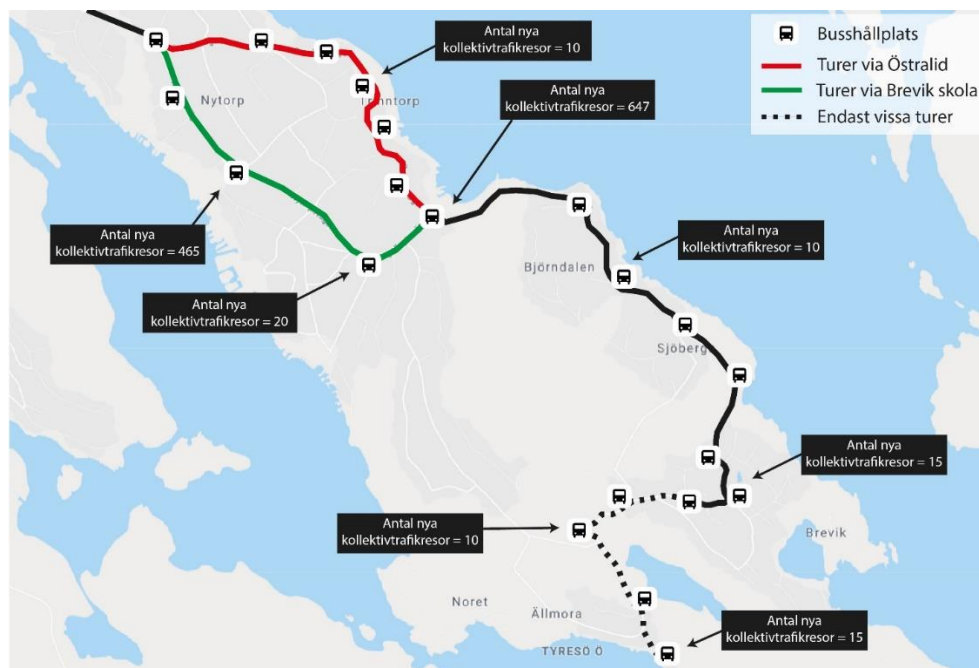 Busshållplats
Turer via Östralid
Turer via Brevik skola
Endast vissa turer
Antal nya
kollektivtrafikresor = 10
Antal nya
kollektivtrafikresor = 647
Nytorp
Trinntorp
Antal nya
kollektivtrafikresor = 465
Antal nya
kollektivtrafikresor = 10
Björndalen
Antal nya
kollektivtrafikresor = 20
Sjöberg
Antal nya
kollektivtrafikresor = 15
Antal nya
kollektivtrafikresor = 10
Brevik
Noret
Ällmora
TYRESÖ Ö
Antal nya
kollektivtrafikresor = 15